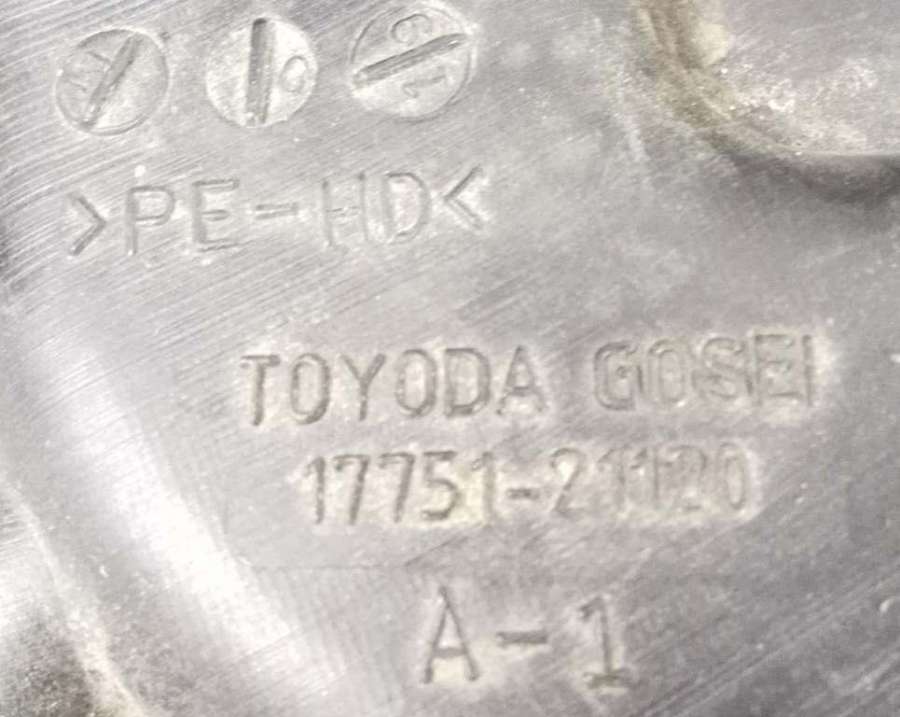 >PE-HD<
TOYODA GOSEI
17751-21120
A-1